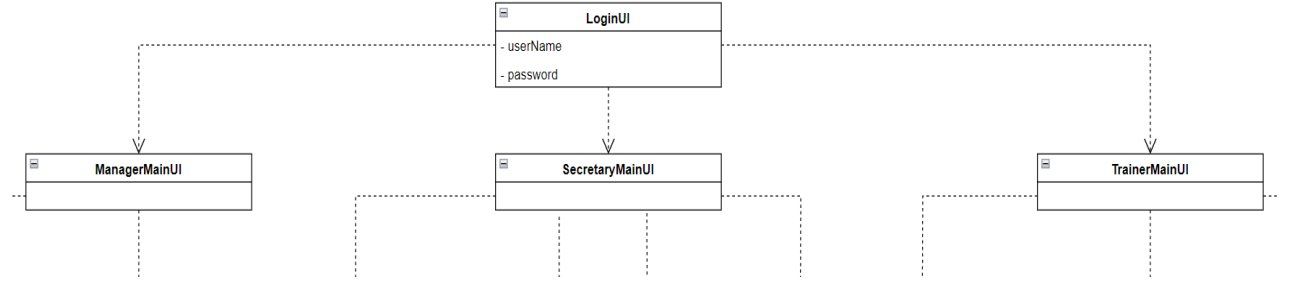 LoginUI
- userName
- password
ManagerMainUI
SecretaryMainUI
TrainerMainUI